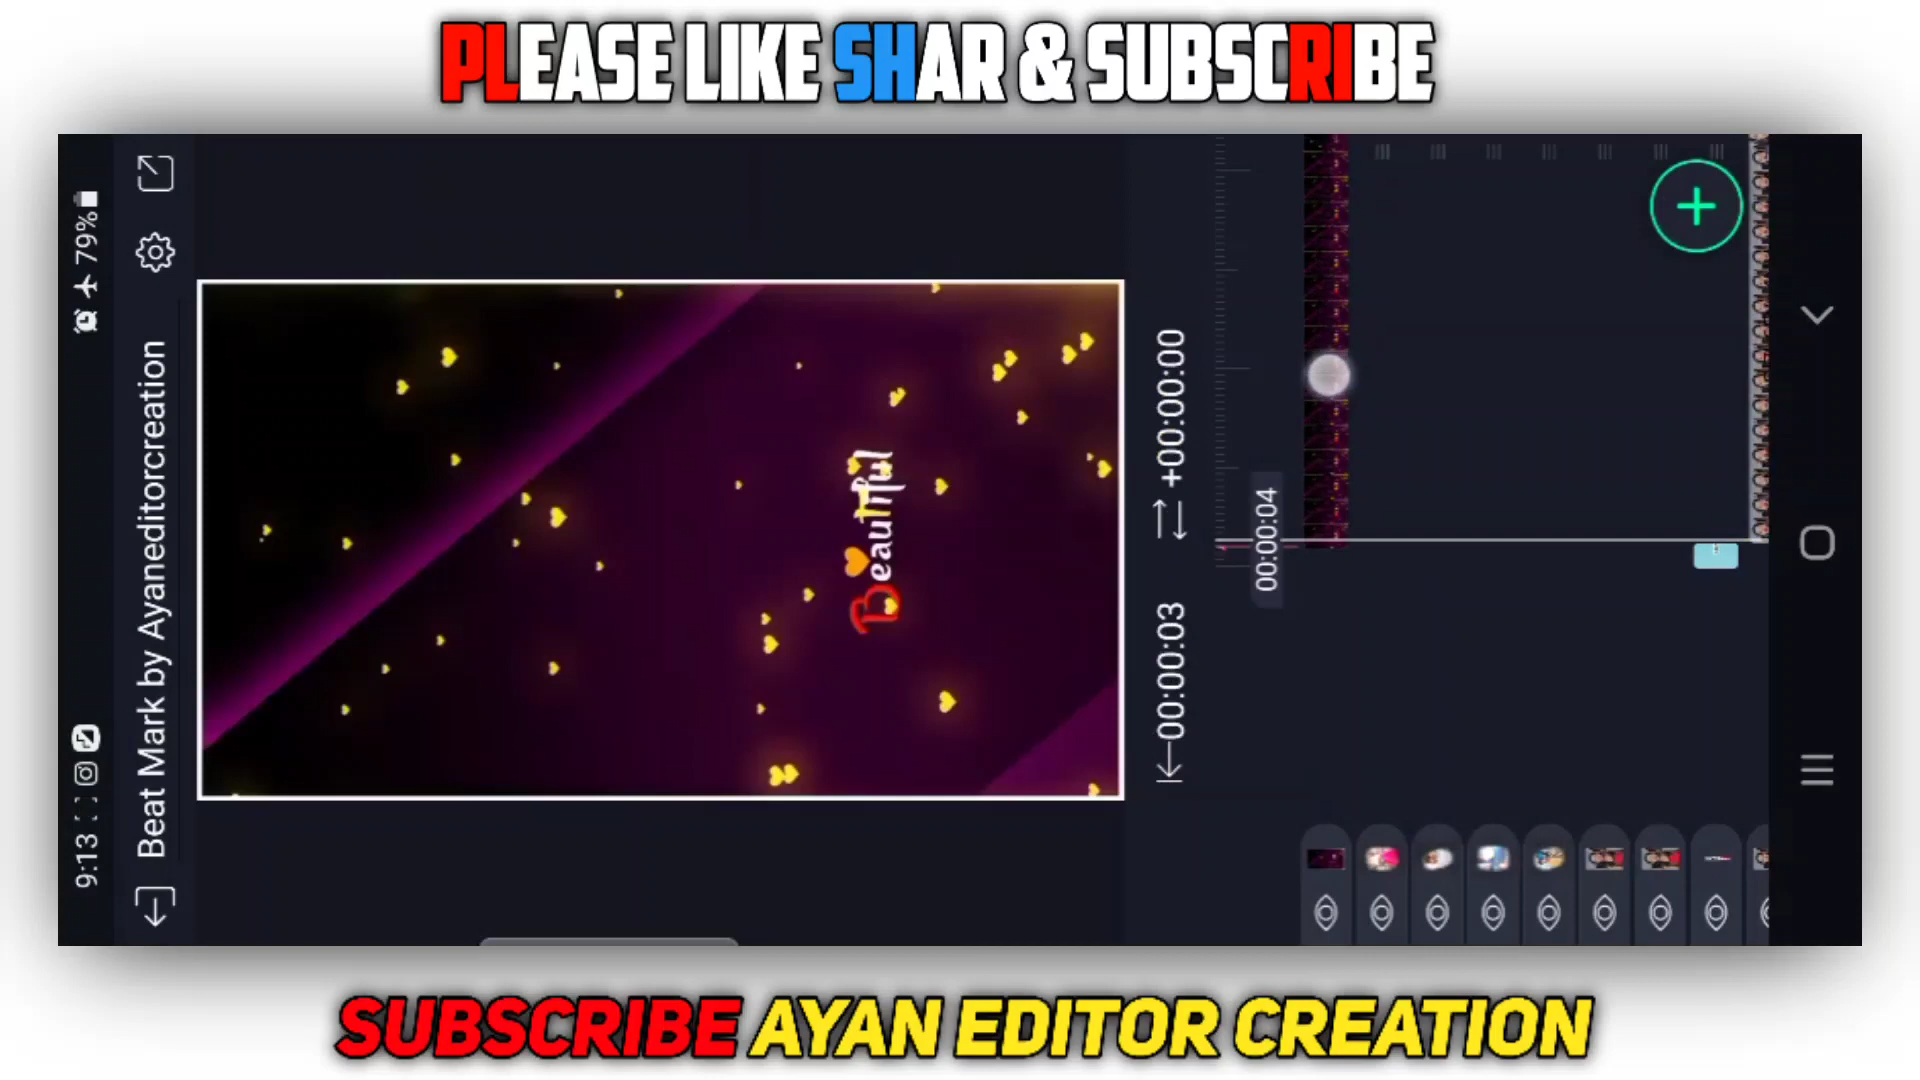 PLEASE LIKE SHAR & SUBSCRIBE
9:13
79%
Beat Mark by Ayaneditorcreation
Beautiful
00:00:03
+00:00:00
00:00:04
SUBSCRIBE AYAN EDITOR CREATION